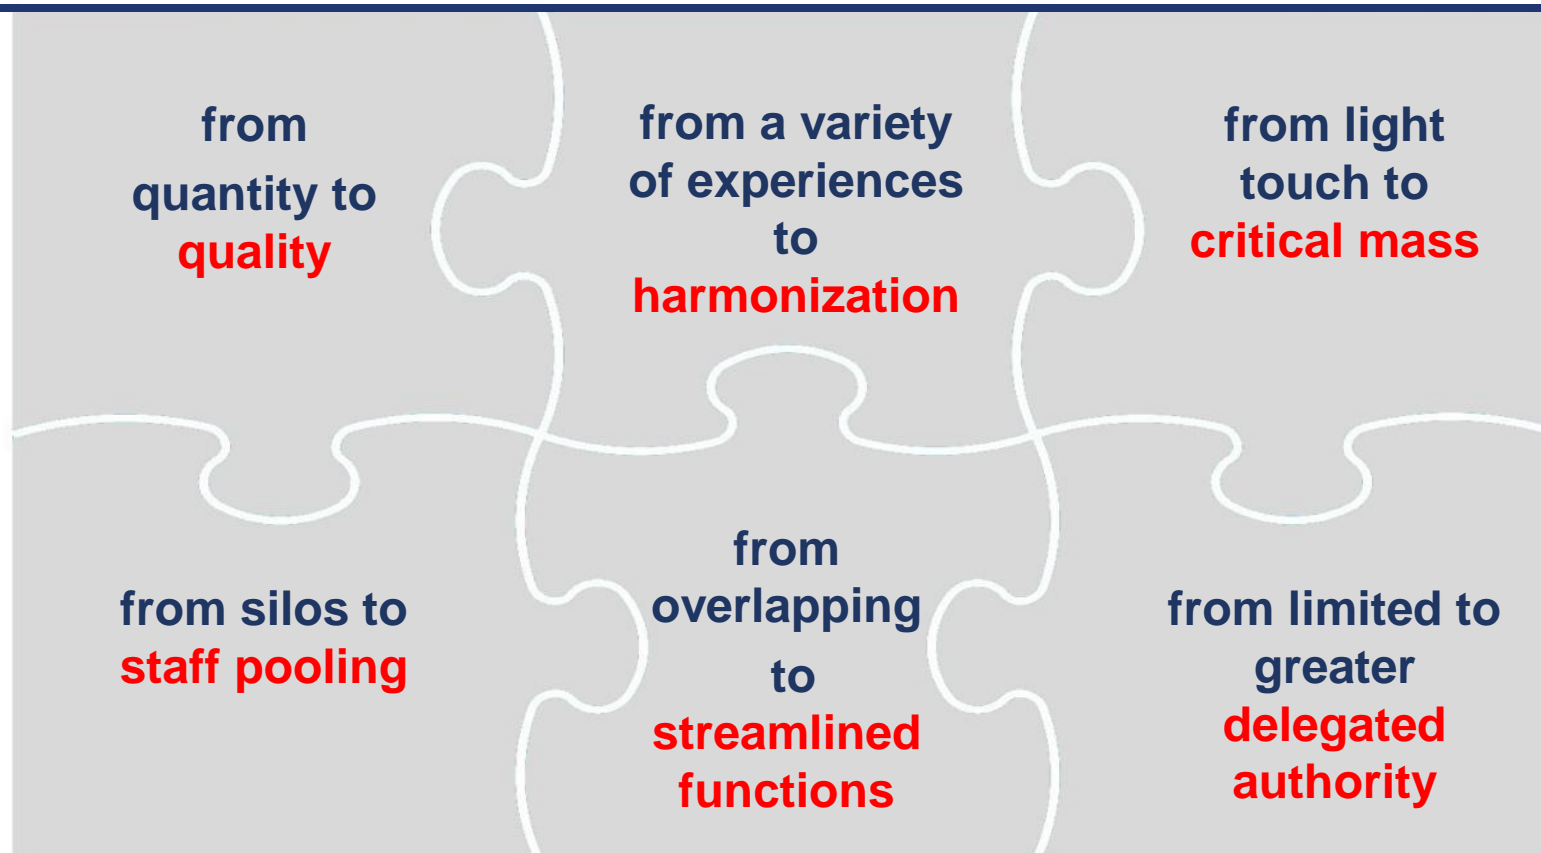 from
quantity to
quality
from a variety
of experiences
to
harmonization
from light
touch to
critical mass
from silos to
staff pooling
from
overlapping
to
streamlined
functions
from limited to
greater
delegated
authority